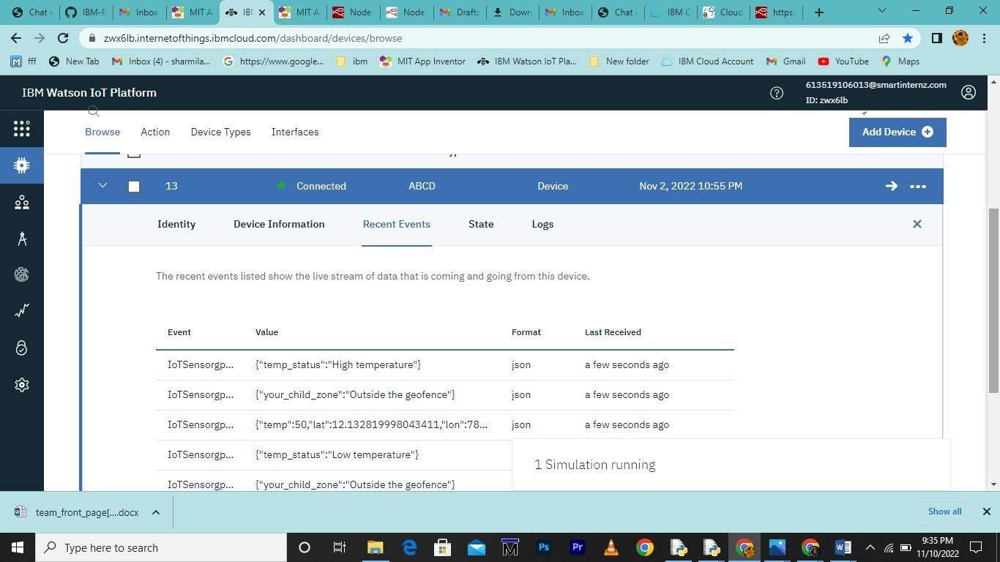 Chat w
IBM-P
Inbox
MIT A
IBI
MIT A
Node-
Node-
Drafts
Down
Inbox
Chat w
IBM C
Cloud
https:
zwx6lb.internetofthings.ibmcloud.com/dashboard/devices/browse
fff
New Tab
Inbox (4) - sharmila...
https://www.google...
ibm
MIT App Inventor
IBM Watson IoT Pla...
New folder
IBM Cloud Account
Gmail
YouTube
Maps
IBM Watson IoT Platform
613519106013@smartinternz.com
ID: zwx6lb
Browse Action Device Types Interfaces
Add Device
13 Connected ABCD Device Nov 2, 2022 10:55 PM
Identity Device Information Recent Events State Logs
The recent events listed show the live stream of data that is coming and going from this device.
Event Value Format Last Received
IoTSensorgp... {"temp_status":"High temperature"} json a few seconds ago
IoTSensorgp... {"your_child_zone":"Outside the geofence"} json a few seconds ago
IoTSensorgp... {"temp":50,"lat":12.132819998043411,"lon":78... json a few seconds ago
IoTSensorgp... {"temp_status":"Low temperature"}
1 Simulation running
IoTSensorgp... {"your_child_zone":"Outside the geofence"}
team_front_page[....docx
Show all
Type here to search
9:35 PM
11/10/2022